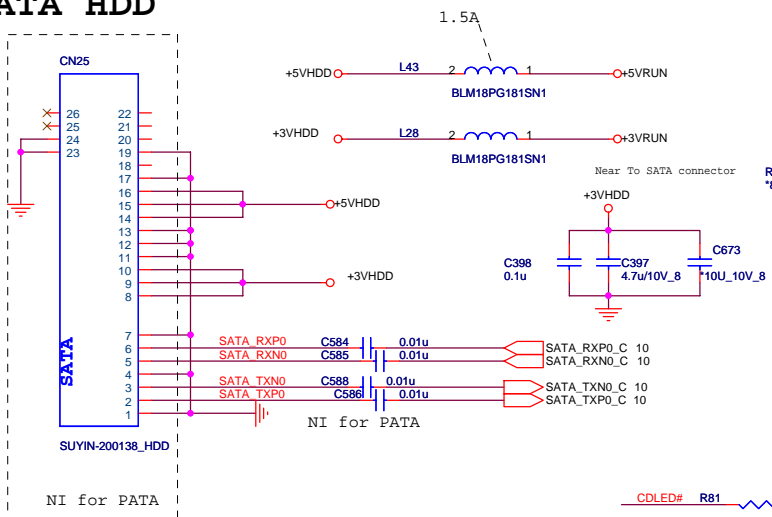 ATA HDD
1.5A
CN25
+5VHDD L43 2 1 +5VRUN
BLM18PG181SN1
+3VHDD L28 2 1 +3VRUN
BLM18PG181SN1
26 22
25 21
24 20
23 19
18
17
16
15 +5VHDD
14
13
12
11
10
9 +3VHDD
8
7
6 SATA_RXP0 C584 0.01u SATA_RXP0_C 10
5 SATA_RXN0 C585 0.01u SATA_RXN0_C 10
4
3 SATA_TXN0 C588 0.01u SATA_TXN0_C 10
2 SATA_TXP0 C586 0.01u SATA_TXP0_C 10
1
SATA
NI for PATA
SUYIN-200138_HDD
NI for PATA
Near To SATA connector
+3VHDD
C398
0.1u
C397
4.7u/10V_8
C673
*10U_10V_8
CDLED# R81